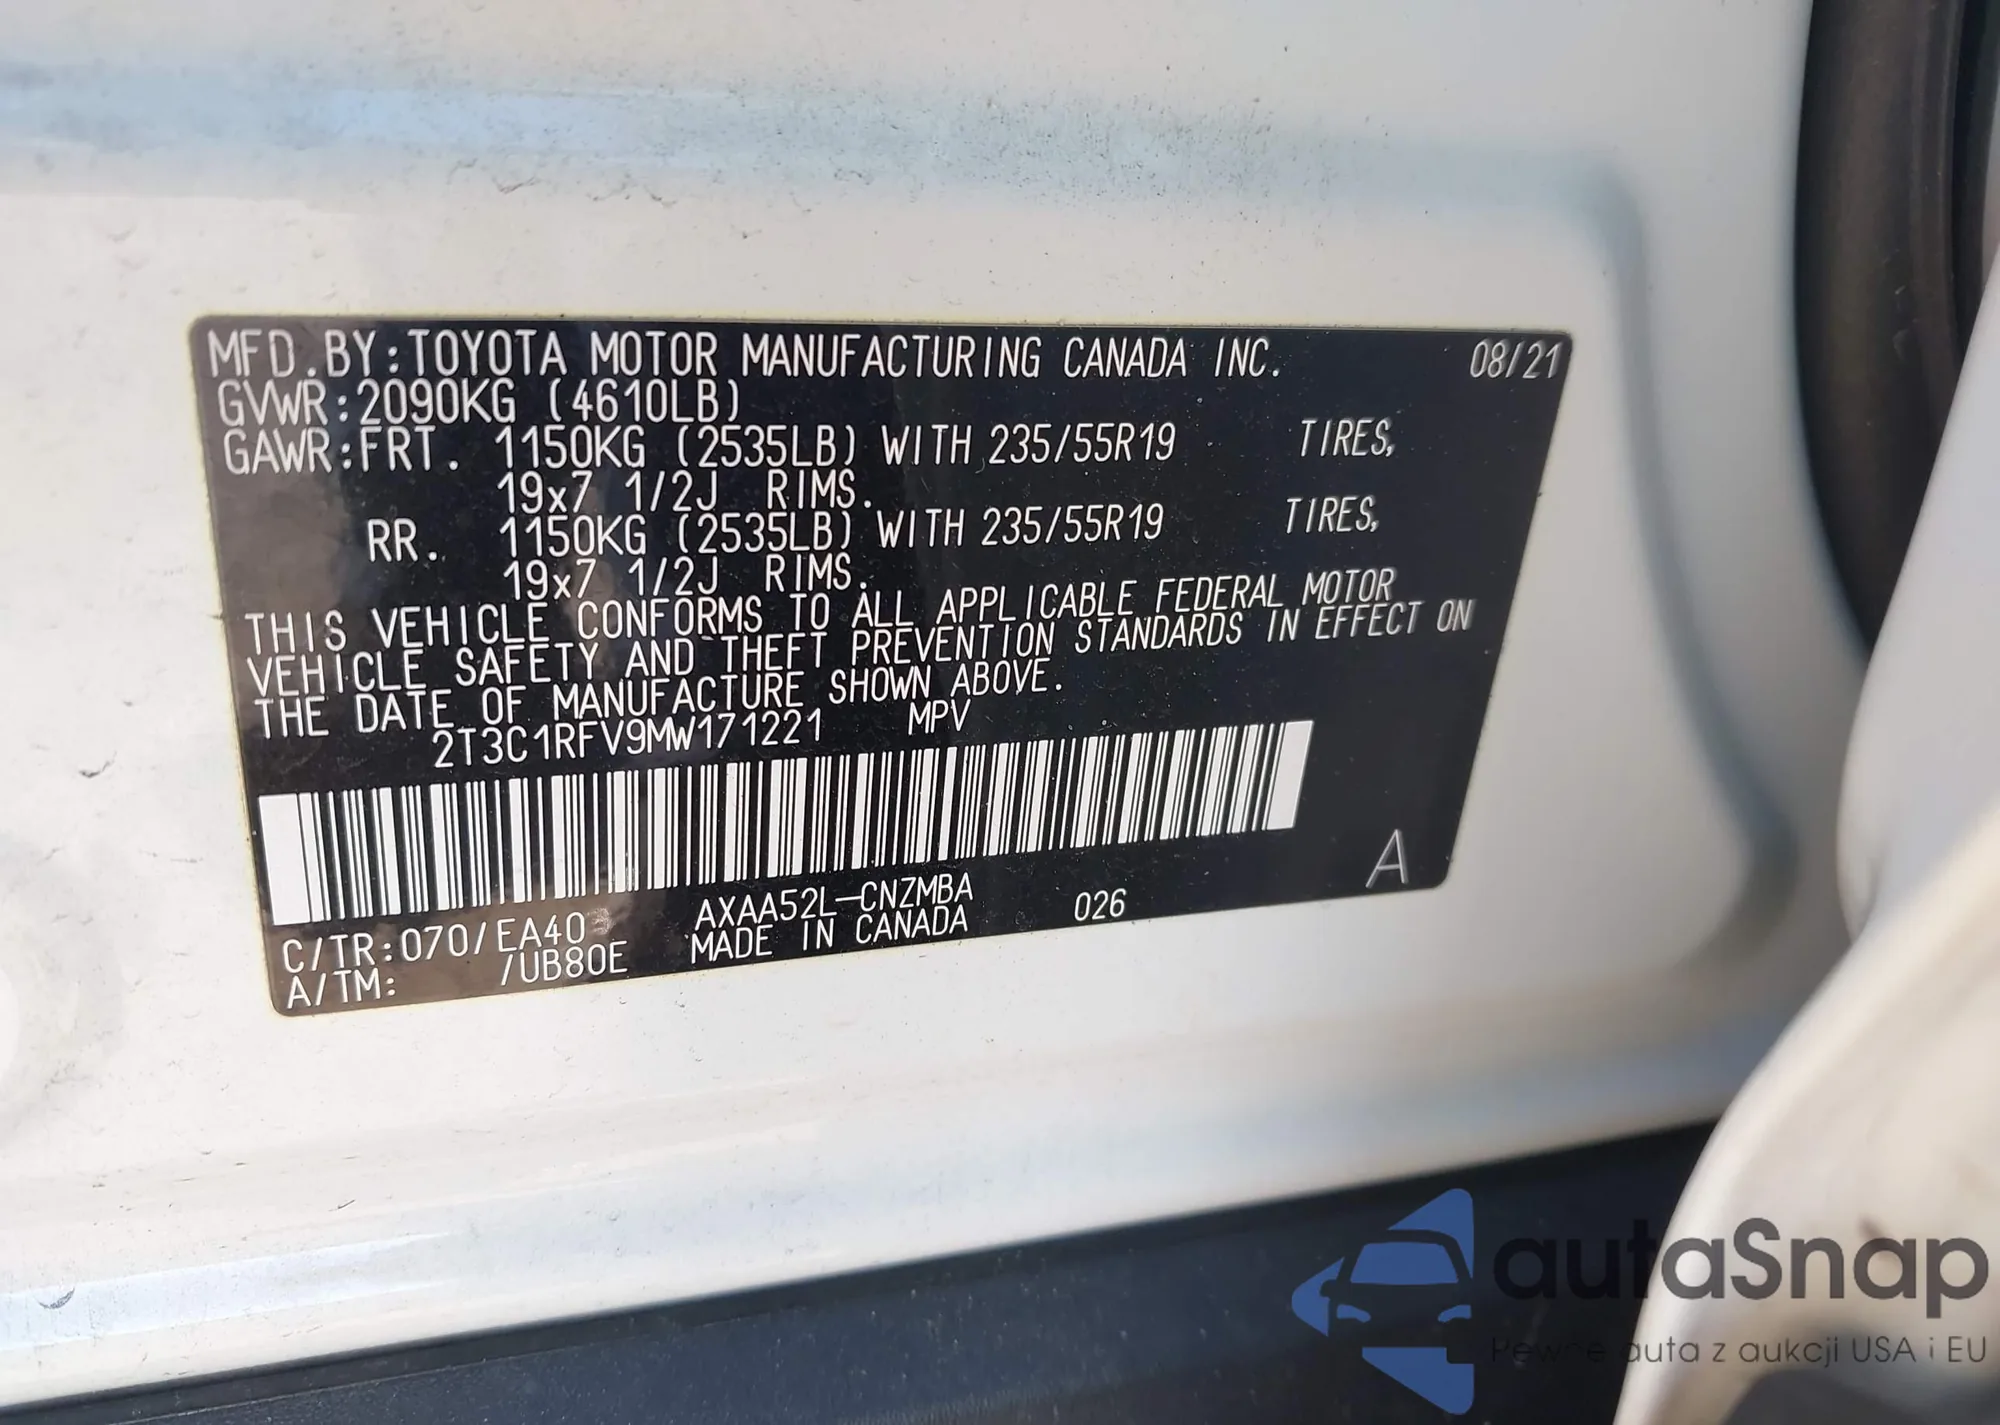 MFD.BY:TOYOTA MOTOR MANUFACTURING CANADA INC. 08/21
GVWR:2090KG (4610LB)
GAWR:FRT. 1150KG (2535LB) WITH 235/55R19 TIRES,
19x7 1/2J RIMS.
RR. 1150KG (2535LB) WITH 235/55R19 TIRES,
19x7 1/2J RIMS.
THIS VEHICLE CONFORMS TO ALL APPLICABLE FEDERAL MOTOR
VEHICLE SAFETY AND THEFT PREVENTION STANDARDS IN EFFECT ON
THE DATE OF MANUFACTURE SHOWN ABOVE.
2T3C1RFV9MW171221 MPV
A
C/TR:070/EA40 AXAA52L-CNZMBA 026
A/TM: /UB80E MADE IN CANADA
autaSnap
Pewne auta z aukcji USA i EU